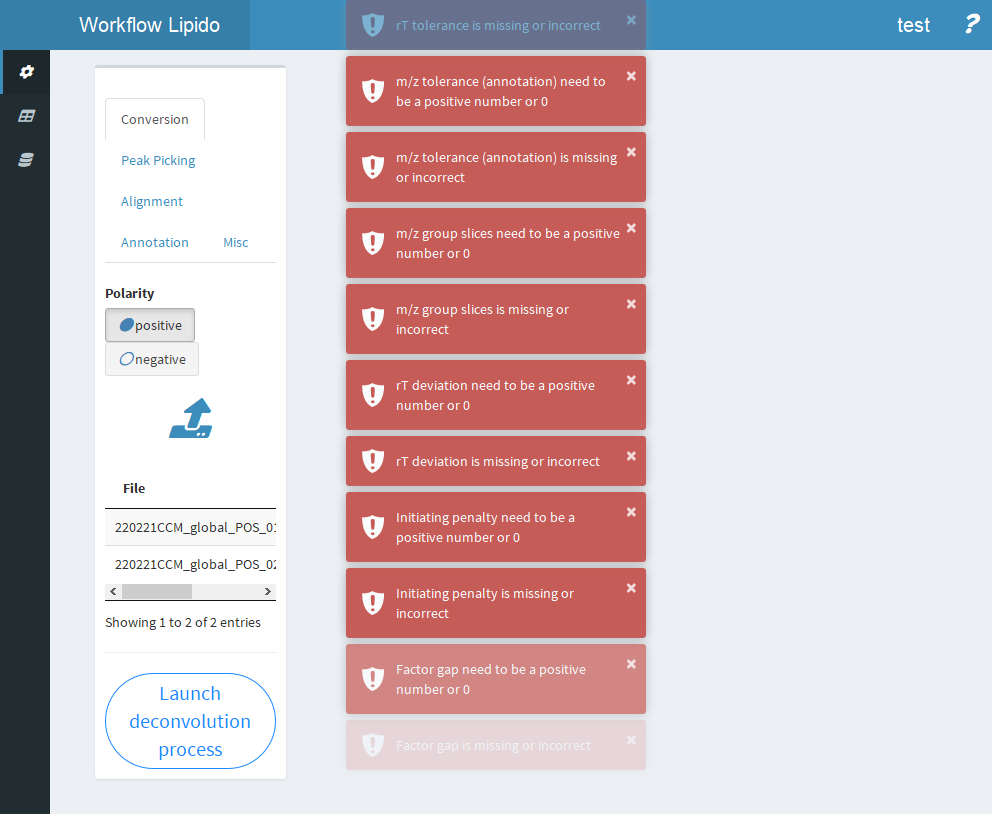 Workflow Lipido
test
?
Conversion
Peak Picking
Alignment
Annotation Misc
Polarity
positive
negative
File
220221CCM_global_POS_01
220221CCM_global_POS_02
Showing 1 to 2 of 2 entries
Launch
deconvolution
process
rT tolerance is missing or incorrect ×
m/z tolerance (annotation) need to ×
be a positive number or 0
m/z tolerance (annotation) is missing ×
or incorrect
m/z group slices need to be a positive ×
number or 0
m/z group slices is missing or ×
incorrect
rT deviation need to be a positive ×
number or 0
rT deviation is missing or incorrect ×
Initiating penalty need to be a ×
positive number or 0
Initiating penalty is missing or ×
incorrect
Factor gap need to be a positive ×
number or 0
Factor gap is missing or incorrect ×